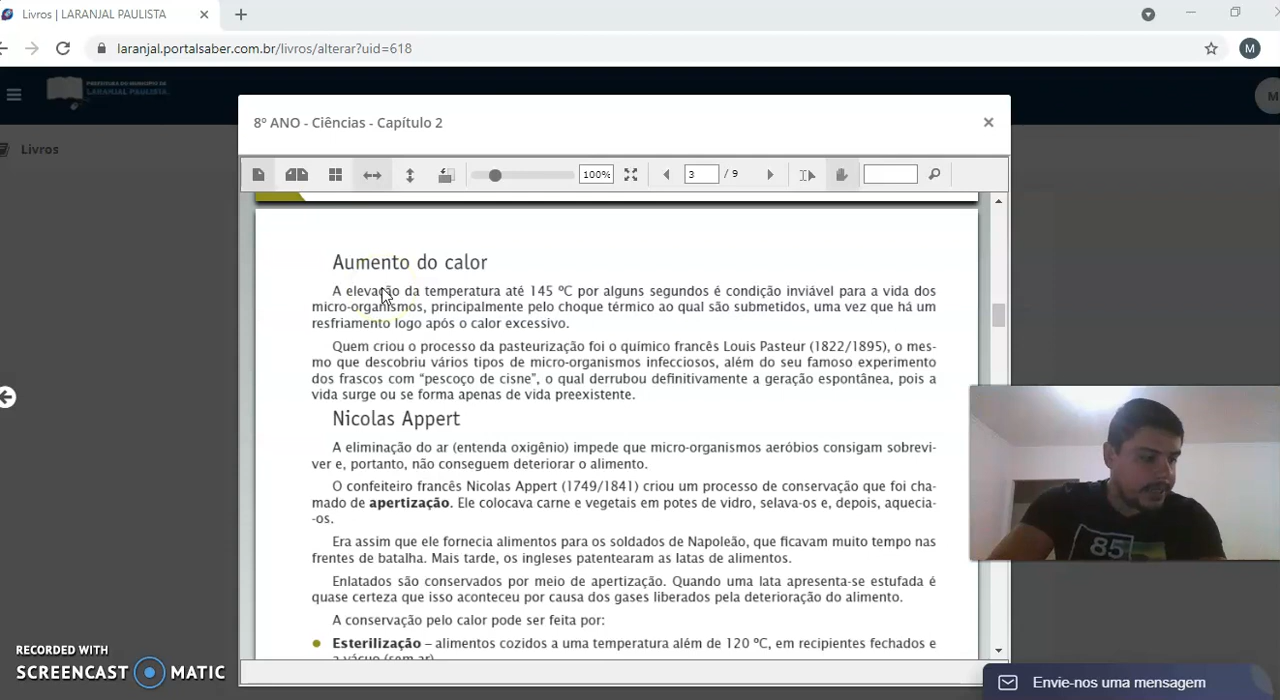 Livros | LARANJAL PAULISTA
laranjal.portalsaber.com.br/livros/alterar?uid=618
M
PREFEITURA DO MUNICÍPIO DE
LARANJAL PAULISTA
M
Livros
8º ANO - Ciências - Capítulo 2
100%
3 / 9
Aumento do calor
A elevação da temperatura até 145 ºC por alguns segundos é condição inviável para a vida dos
micro-organismos, principalmente pelo choque térmico ao qual são submetidos, uma vez que há um
resfriamento logo após o calor excessivo.
Quem criou o processo da pasteurização foi o químico francês Louis Pasteur (1822/1895), o mes-
mo que descobriu vários tipos de micro-organismos infecciosos, além do seu famoso experimento
dos frascos com “pescoço de cisne”, o qual derrubou definitivamente a geração espontânea, pois a
vida surge ou se forma apenas de vida preexistente.
Nicolas Appert
A eliminação do ar (entenda oxigênio) impede que micro-organismos aeróbios consigam sobrevi-
ver e, portanto, não conseguem deteriorar o alimento.
O confeiteiro francês Nicolas Appert (1749/1841) criou um processo de conservação que foi cha-
mado de apertização. Ele colocava carne e vegetais em potes de vidro, selava-os e, depois, aquecia-
-os.
Era assim que ele fornecia alimentos para os soldados de Napoleão, que ficavam muito tempo nas
frentes de batalha. Mais tarde, os ingleses patentearam as latas de alimentos.
Enlatados são conservados por meio de apertização. Quando uma lata apresenta-se estufada é
quase certeza que isso aconteceu por causa dos gases liberados pela deterioração do alimento.
A conservação pelo calor pode ser feita por:
● Esterilização – alimentos cozidos a uma temperatura além de 120 ºC, em recipientes fechados e
a vácuo (sem ar)
85
RECORDED WITH
SCREENCAST MATIC
Envie-nos uma mensagem